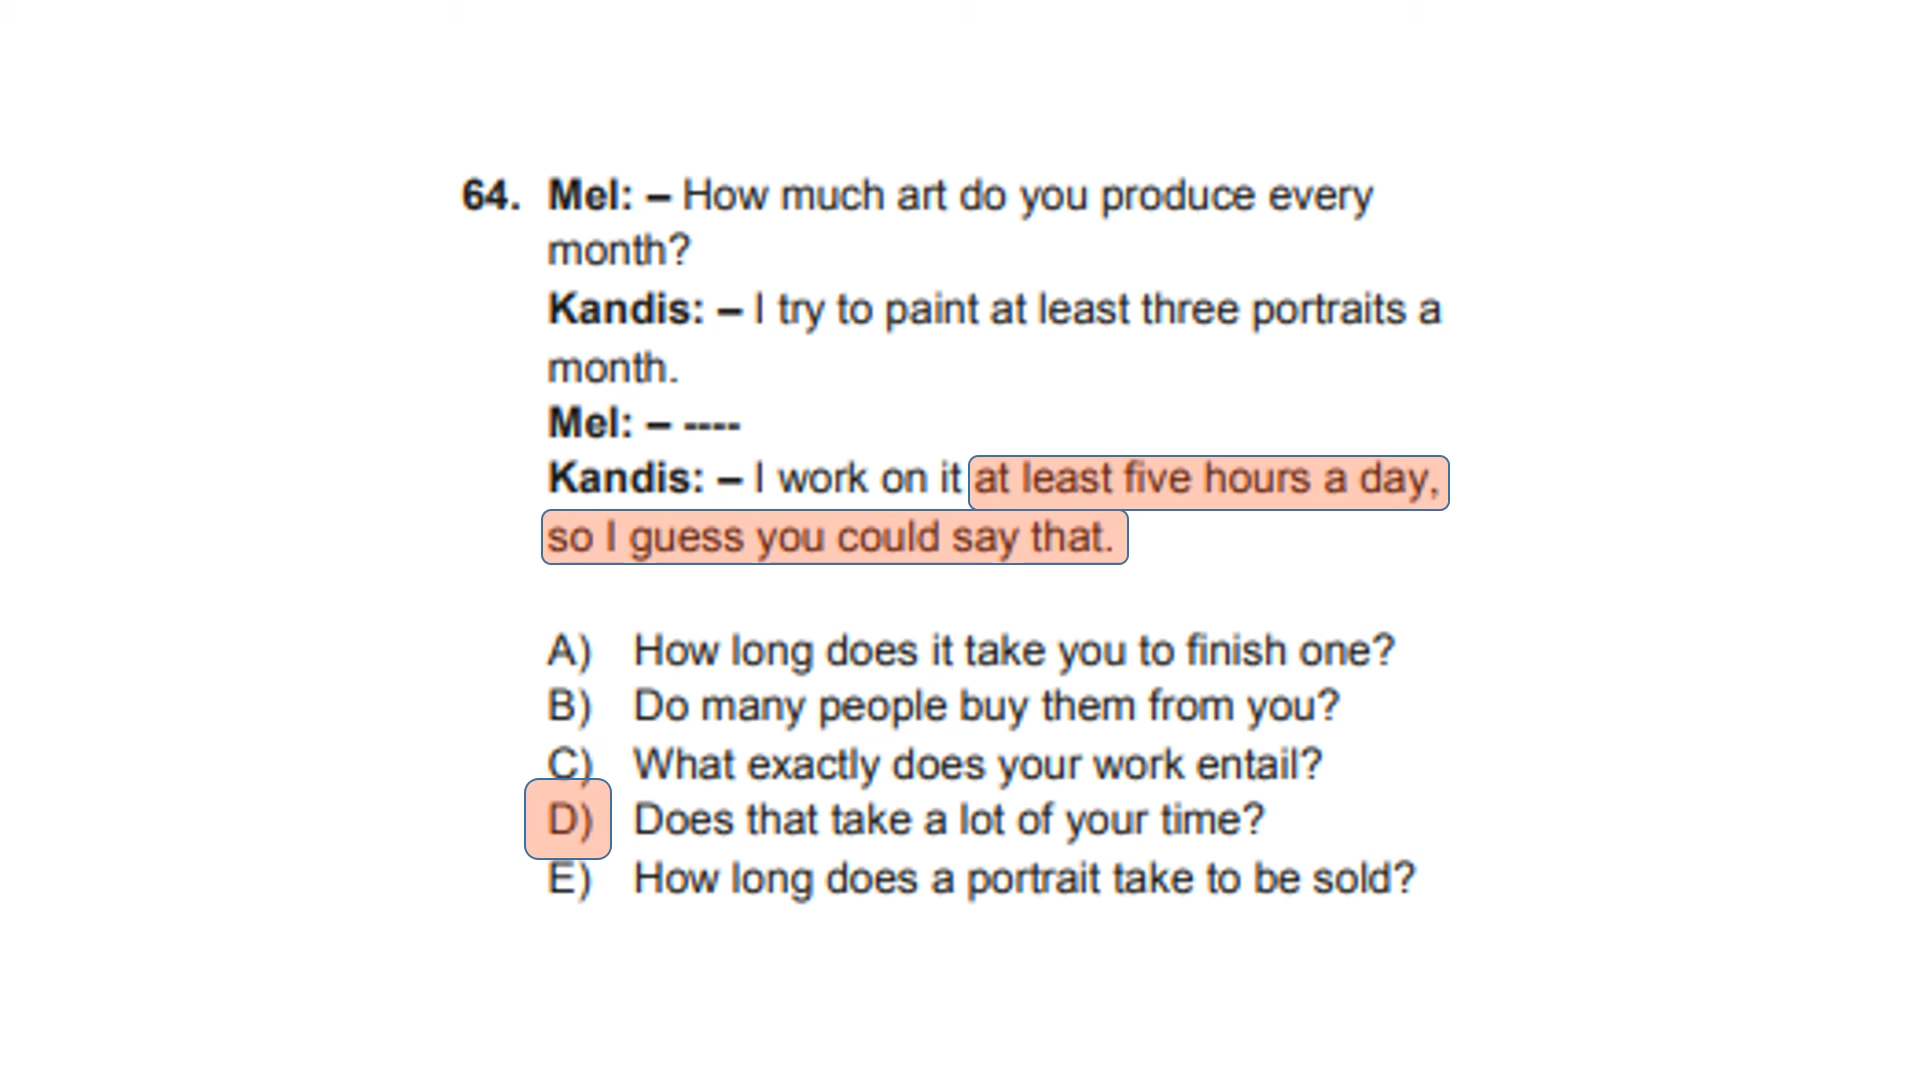 64. Mel: – How much art do you produce every
month?
Kandis: – I try to paint at least three portraits a
month.
Mel: – ----
Kandis: – I work on it at least five hours a day,
so I guess you could say that.
A) How long does it take you to finish one?
B) Do many people buy them from you?
C) What exactly does your work entail?
D) Does that take a lot of your time?
E) How long does a portrait take to be sold?